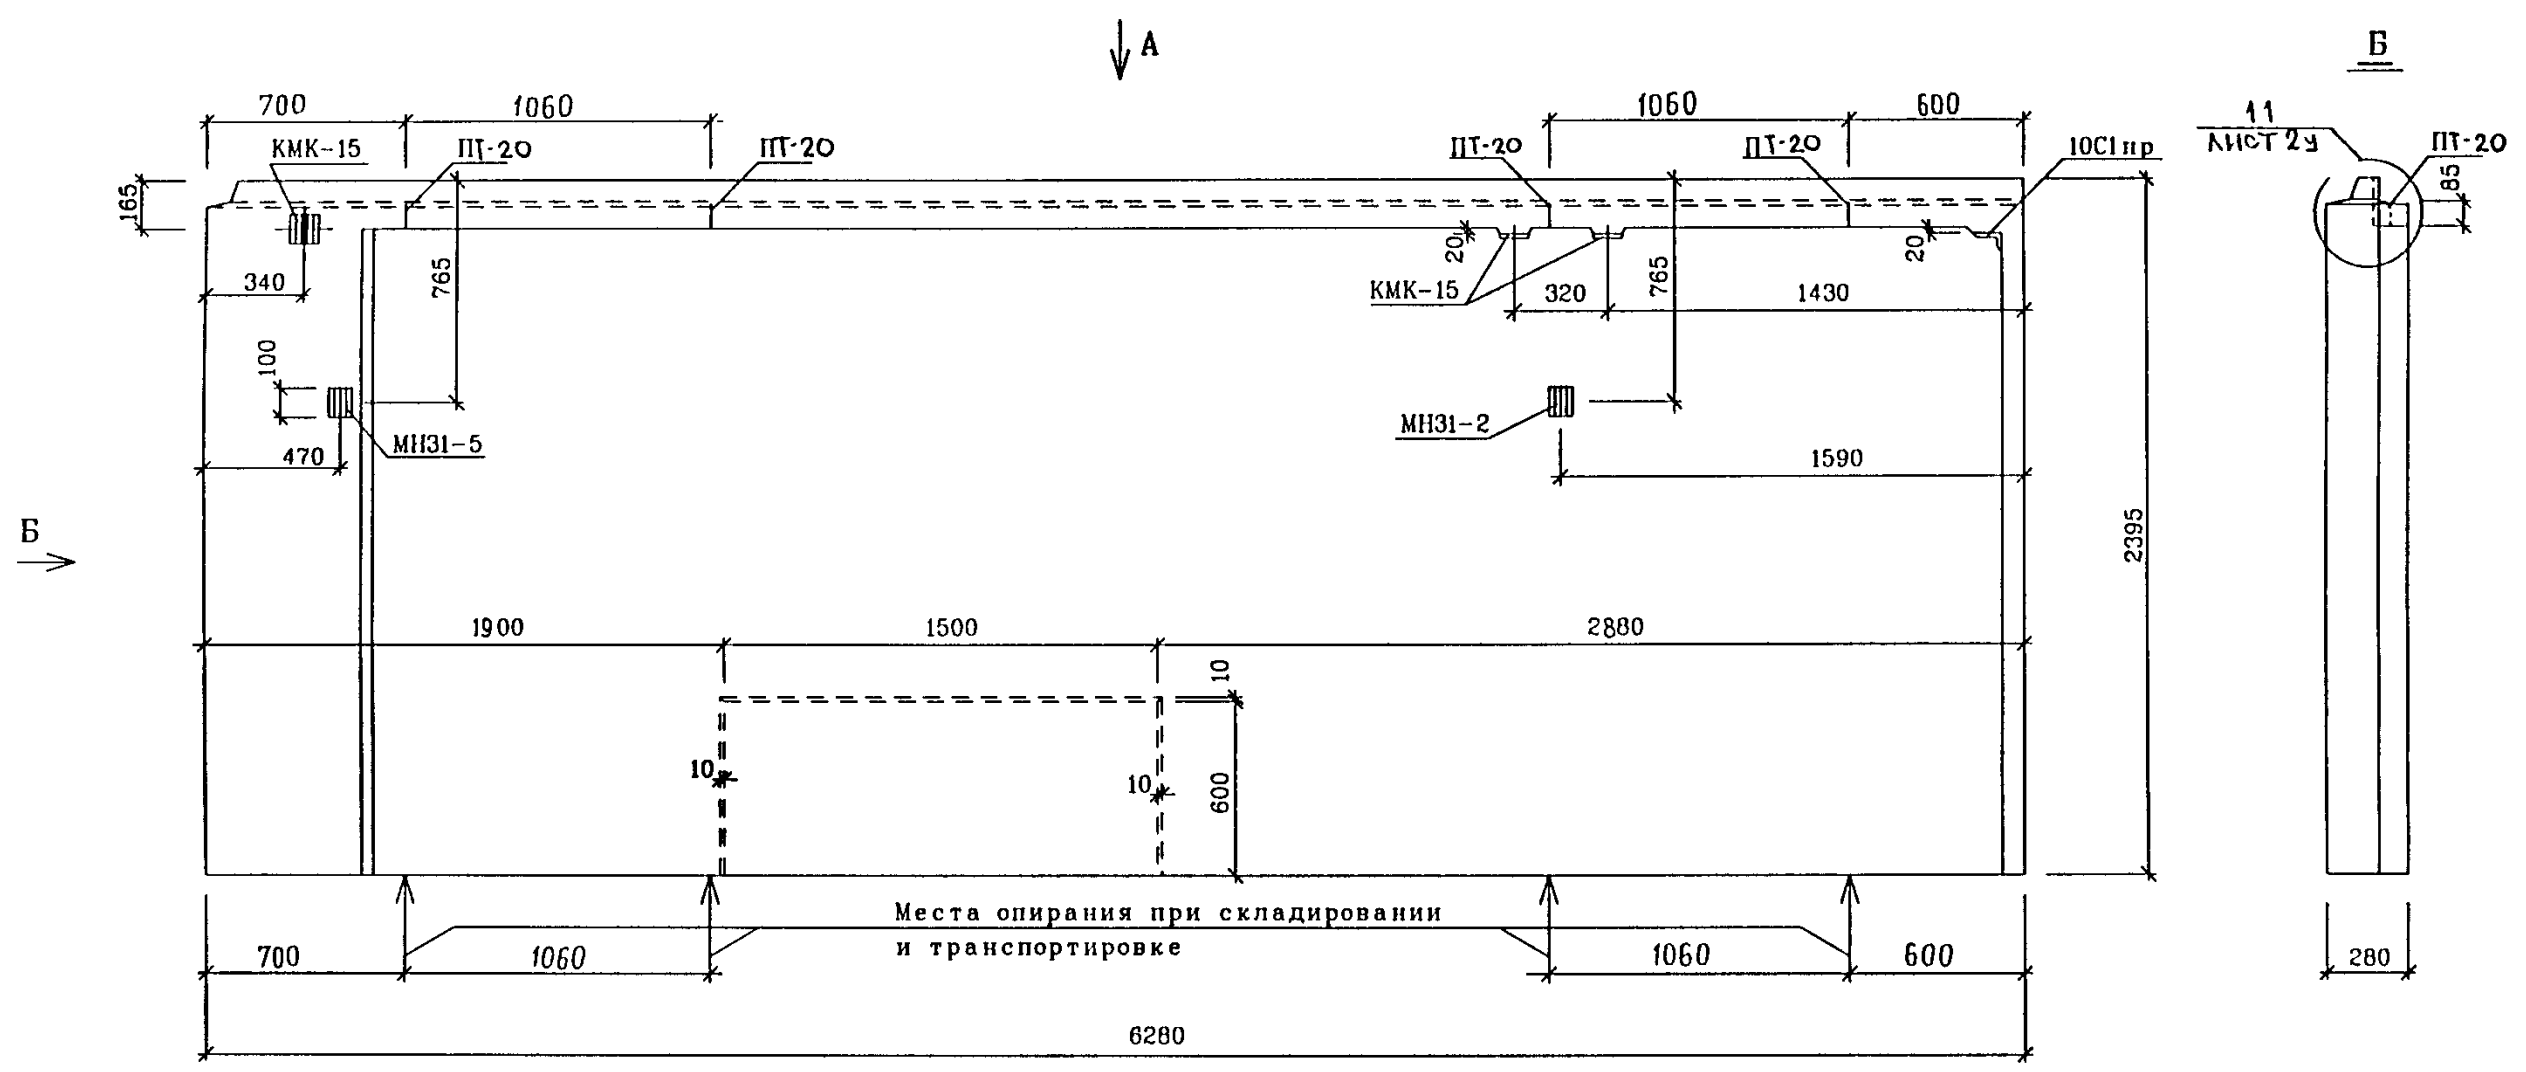 А
Б
700
1060
1060
600
11
ЛИСТ 2у
КМК-15
ПТ-20
ПТ-20
ПТ-20
ПТ-20
10С1пр
ПТ-20
165
85
340
765
20
КМК-15
320
765
20
1430
100
МН31-5
МН31-2
470
1590
Б
2395
1900
1500
2880
10
10
10
600
Места опирания при складировании
и транспортировке
700
1060
1060
600
280
6280